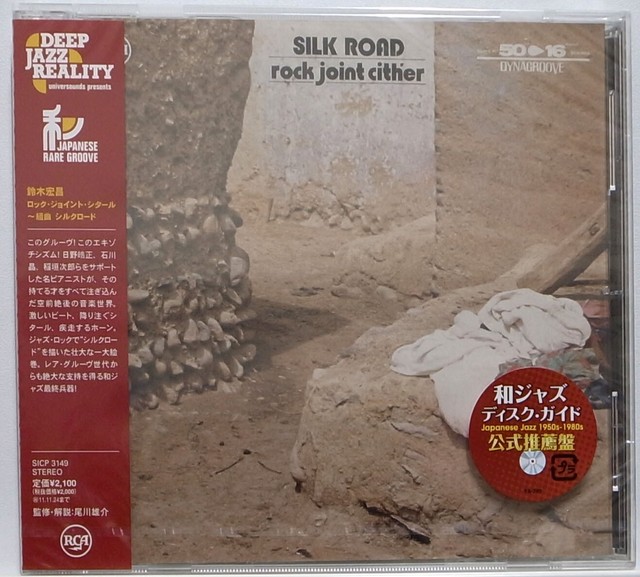 DEEP
JAZZ
REALITY
universounds presents
和
JAPANESE
RARE GROOVE
鈴木宏昌
ロック・ジョイント・シタール
～組曲 シルクロード
このグルーヴ!このエキゾ
チシズム!日野皓正、石川
晶、稲垣次郎らをサポート
した名ピアニストが、その
持てる才をすべて注ぎ込ん
だ空前絶後の音楽世界。
激しいビート、降り注ぐシ
タール、疾走するホーン。
ジャズ・ロックで“シルクロー
ド”を描いた壮大な一大絵
巻。レア・グルーヴ世代か
らも絶大な支持を得る和ジ
ャズ最終兵器!
SICP 3149
STEREO
定価¥2,100
(税抜価格¥2,000)
監修・解説:尾川雄介
RCA
SILK ROAD
rock joint cither
50▶16
DYNAGROOVE
和ジャズ
ディスク・ガイド
Japanese Jazz 1950s-1980s
公式推薦盤
プラ